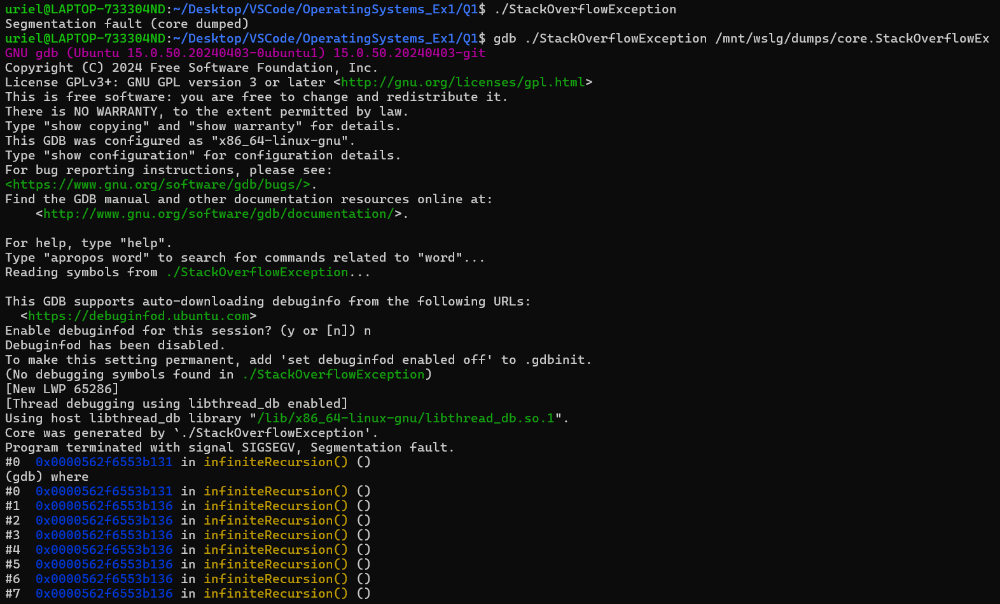 uriel@LAPTOP-733304ND:~/Desktop/VSCode/OperatingSystems_Ex1/Q1$ ./StackOverflowException
Segmentation fault (core dumped)
uriel@LAPTOP-733304ND:~/Desktop/VSCode/OperatingSystems_Ex1/Q1$ gdb ./StackOverflowException /mnt/wslg/dumps/core.StackOverflowEx
GNU gdb (Ubuntu 15.0.50.20240403-0ubuntu1) 15.0.50.20240403-git
Copyright (C) 2024 Free Software Foundation, Inc.
License GPLv3+: GNU GPL version 3 or later <http://gnu.org/licenses/gpl.html>
This is free software: you are free to change and redistribute it.
There is NO WARRANTY, to the extent permitted by law.
Type "show copying" and "show warranty" for details.
This GDB was configured as "x86_64-linux-gnu".
Type "show configuration" for configuration details.
For bug reporting instructions, please see:
<https://www.gnu.org/software/gdb/bugs/>.
Find the GDB manual and other documentation resources online at:
    <http://www.gnu.org/software/gdb/documentation/>.

For help, type "help".
Type "apropos word" to search for commands related to "word"...
Reading symbols from ./StackOverflowException...

This GDB supports auto-downloading debuginfo from the following URLs:
  <https://debuginfod.ubuntu.com>
Enable debuginfod for this session? (y or [n]) n
Debuginfod has been disabled.
To make this setting permanent, add 'set debuginfod enabled off' to .gdbinit.
(No debugging symbols found in ./StackOverflowException)
[New LWP 65286]
[Thread debugging using libthread_db enabled]
Using host libthread_db library "/lib/x86_64-linux-gnu/libthread_db.so.1".
Core was generated by `./StackOverflowException'.
Program terminated with signal SIGSEGV, Segmentation fault.
#0  0x0000562f6553b131 in infiniteRecursion() ()
(gdb) where
#0  0x0000562f6553b131 in infiniteRecursion() ()
#1  0x0000562f6553b136 in infiniteRecursion() ()
#2  0x0000562f6553b136 in infiniteRecursion() ()
#3  0x0000562f6553b136 in infiniteRecursion() ()
#4  0x0000562f6553b136 in infiniteRecursion() ()
#5  0x0000562f6553b136 in infiniteRecursion() ()
#6  0x0000562f6553b136 in infiniteRecursion() ()
#7  0x0000562f6553b136 in infiniteRecursion() ()